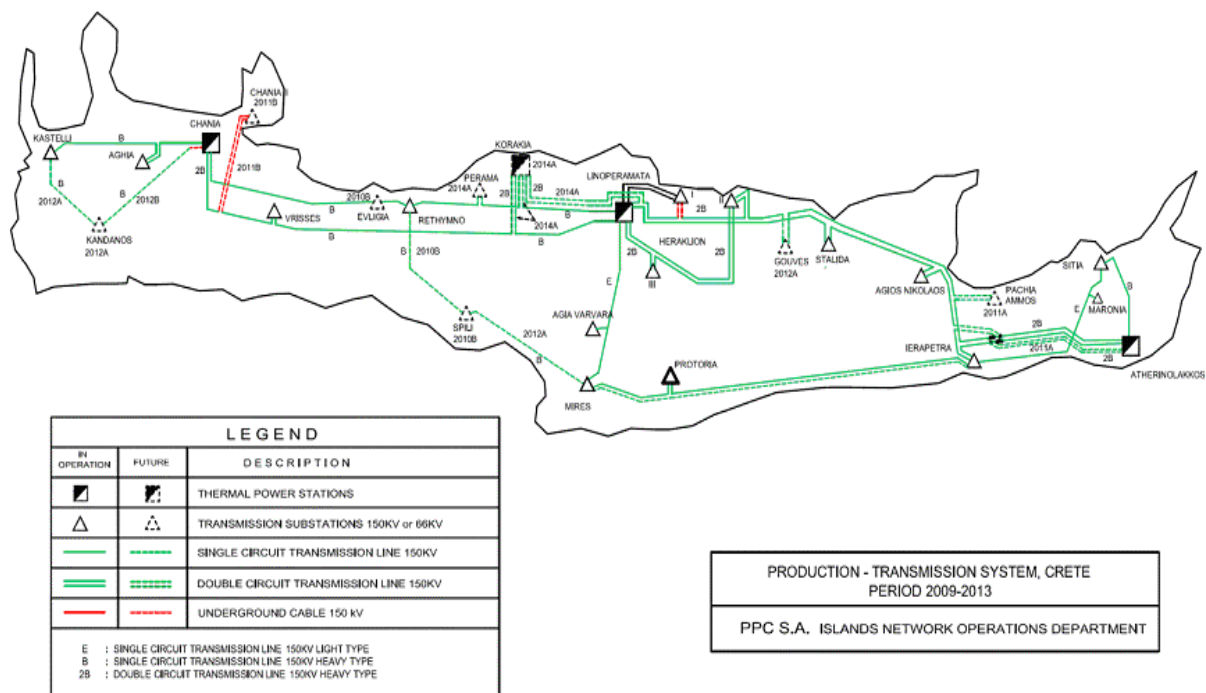 CHANIA II
2011B
CHANIA
KASTELLI
B
AGHIA
2B
2011B
KORAKIA
2014A
LINOPERAMATA
B
B
2012A
2012B
KANDANOS
2012A
PERAMA
2014A
2010B
EVLIGIA
B
RETHYMNO
VRISSES
B
2B
2B
2014A
B
2014A
B
I
II
2B
HERAKLION
2B
2B
III
GOUVES
2012A
STALIDA
B
2010B
E
AGIOS NIKOLAOS
PACHIA
AMMOS
2011A
SITIA
B
MARONIA
E
SPILI
2010B
2012A
B
AGIA VARVARA
PROTORIA
MIRES
IERAPETRA
2B
2011A
2B
ATHERINOLAKKOS
LEGEND
IN
OPERATION
FUTURE
DESCRIPTION
THERMAL POWER STATIONS
TRANSMISSION SUBSTATIONS 150KV or 66KV
SINGLE CIRCUIT TRANSMISSION LINE 150KV
DOUBLE CIRCUIT TRANSMISSION LINE 150KV
UNDERGROUND CABLE 150 kV
E : SINGLE CIRCUIT TRANSMISSION LINE 150KV LIGHT TYPE
B : SINGLE CIRCUIT TRANSMISSION LINE 150KV HEAVY TYPE
2B : DOUBLE CIRCUIT TRANSMISSION LINE 150KV HEAVY TYPE
PRODUCTION - TRANSMISSION SYSTEM, CRETE
PERIOD 2009-2013
PPC S.A. ISLANDS NETWORK OPERATIONS DEPARTMENT